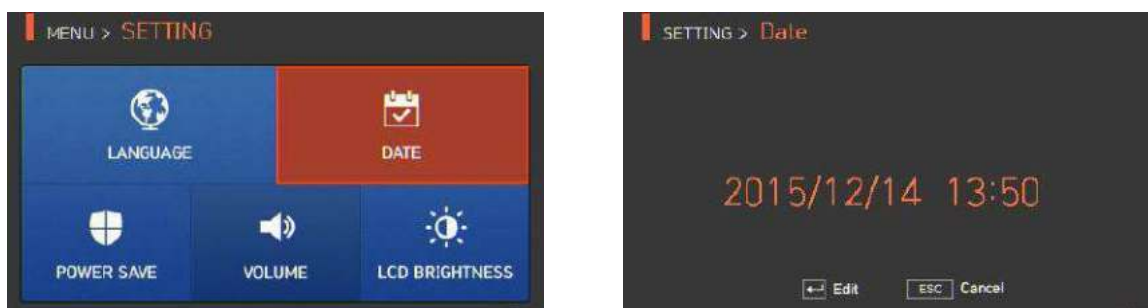 MENU > SETTING
LANGUAGE
DATE
POWER SAVE
VOLUME
LCD BRIGHTNESS
SETTING > Date
2015/12/14 13:50
Edit
ESC Cancel